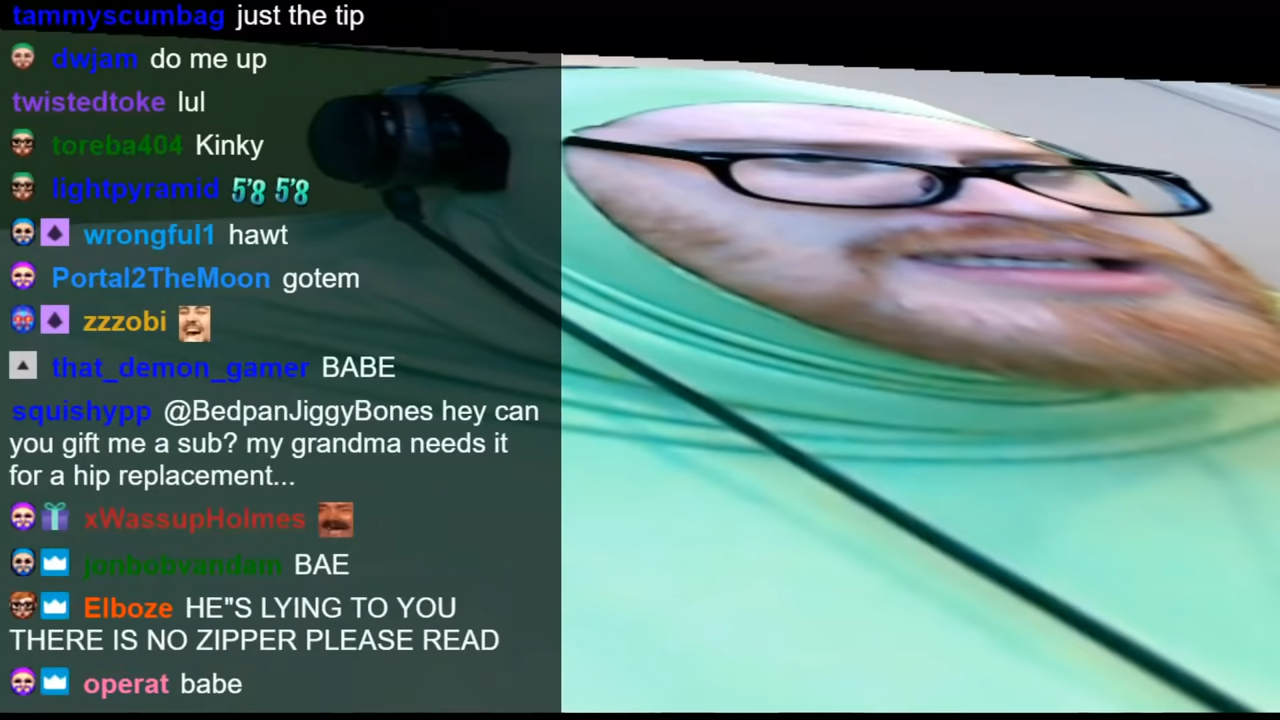 tammyscumbag just the tip
dwjam do me up
twistedtoke lul
toreba404 Kinky
lightpyramid 5'8 5'8
wrongful1 hawt
Portal2TheMoon gotem
zzzobi
that_demon_gamer BABE
squishypp @BedpanJiggyBones hey can
you gift me a sub? my grandma needs it
for a hip replacement...
xWassupHolmes
jonbobvandam BAE
Elboze HE"S LYING TO YOU
THERE IS NO ZIPPER PLEASE READ
operat babe